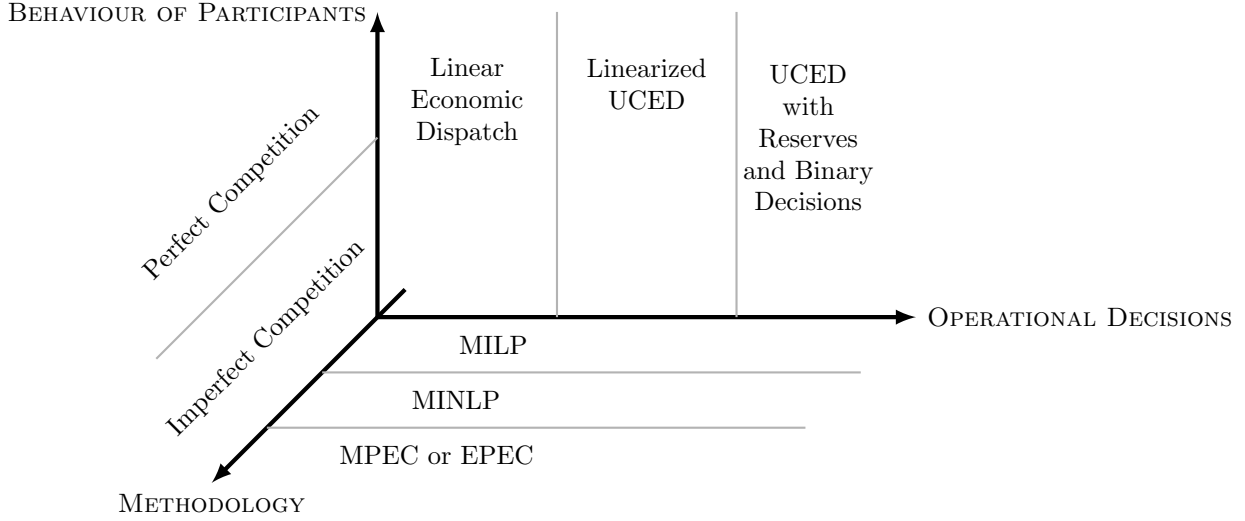 BEHAVIOUR OF PARTICIPANTS
Linear
Economic
Dispatch
Linearized
UCED
UCED
with
Reserves
and Binary
Decisions
Perfect Competition
Imperfect Competition
OPERATIONAL DECISIONS
MILP
MINLP
MPEC or EPEC
METHODOLOGY